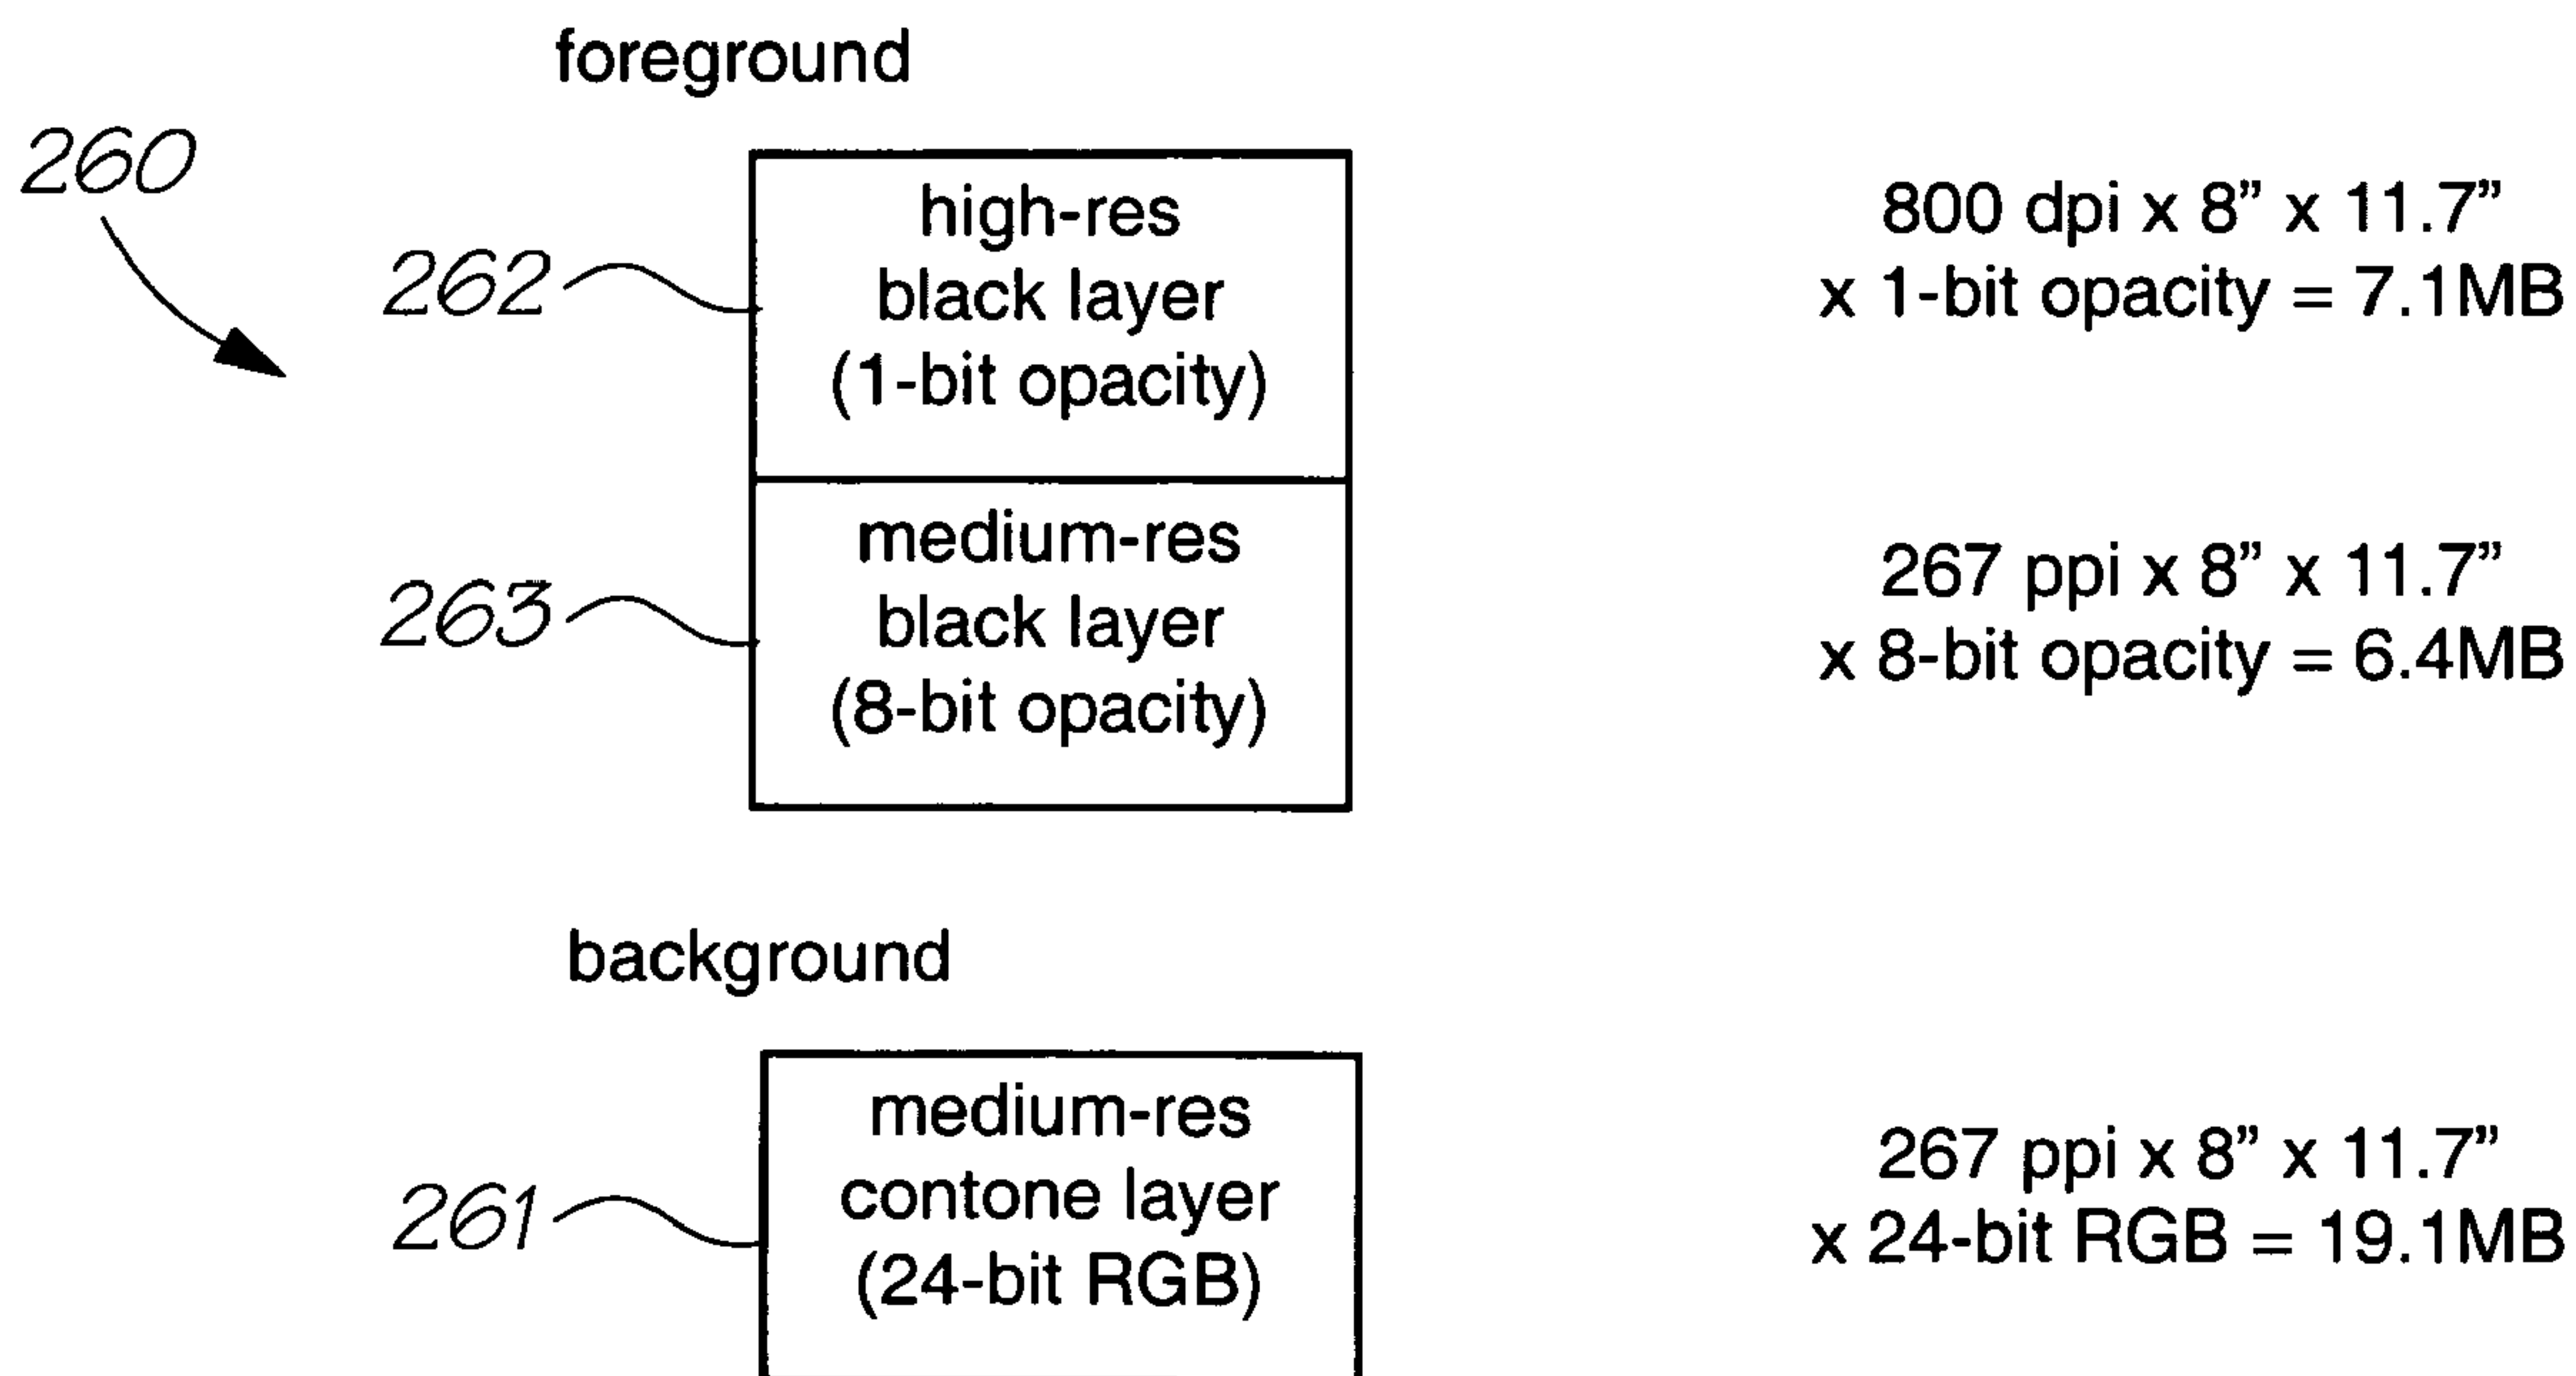 foreground
260
262
high-res
black layer
(1-bit opacity)
800 dpi x 8” x 11.7”
x 1-bit opacity = 7.1MB
263
medium-res
black layer
(8-bit opacity)
267 ppi x 8” x 11.7”
x 8-bit opacity = 6.4MB
background
261
medium-res
contone layer
(24-bit RGB)
267 ppi x 8” x 11.7”
x 24-bit RGB = 19.1MB